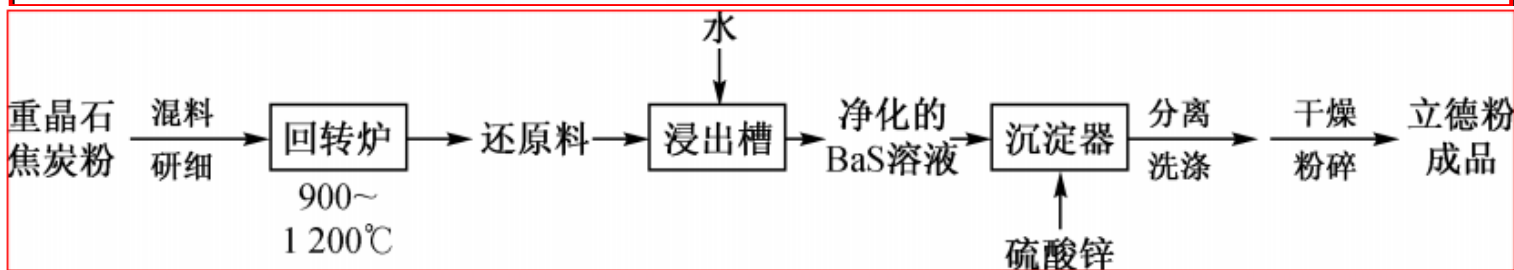 水
重晶石
焦炭粉
混料
研细
回转炉
900~
1 200℃
还原料
浸出槽
净化的
BaS溶液
沉淀器
硫酸锌
分离
洗涤
干燥
粉碎
立德粉
成品